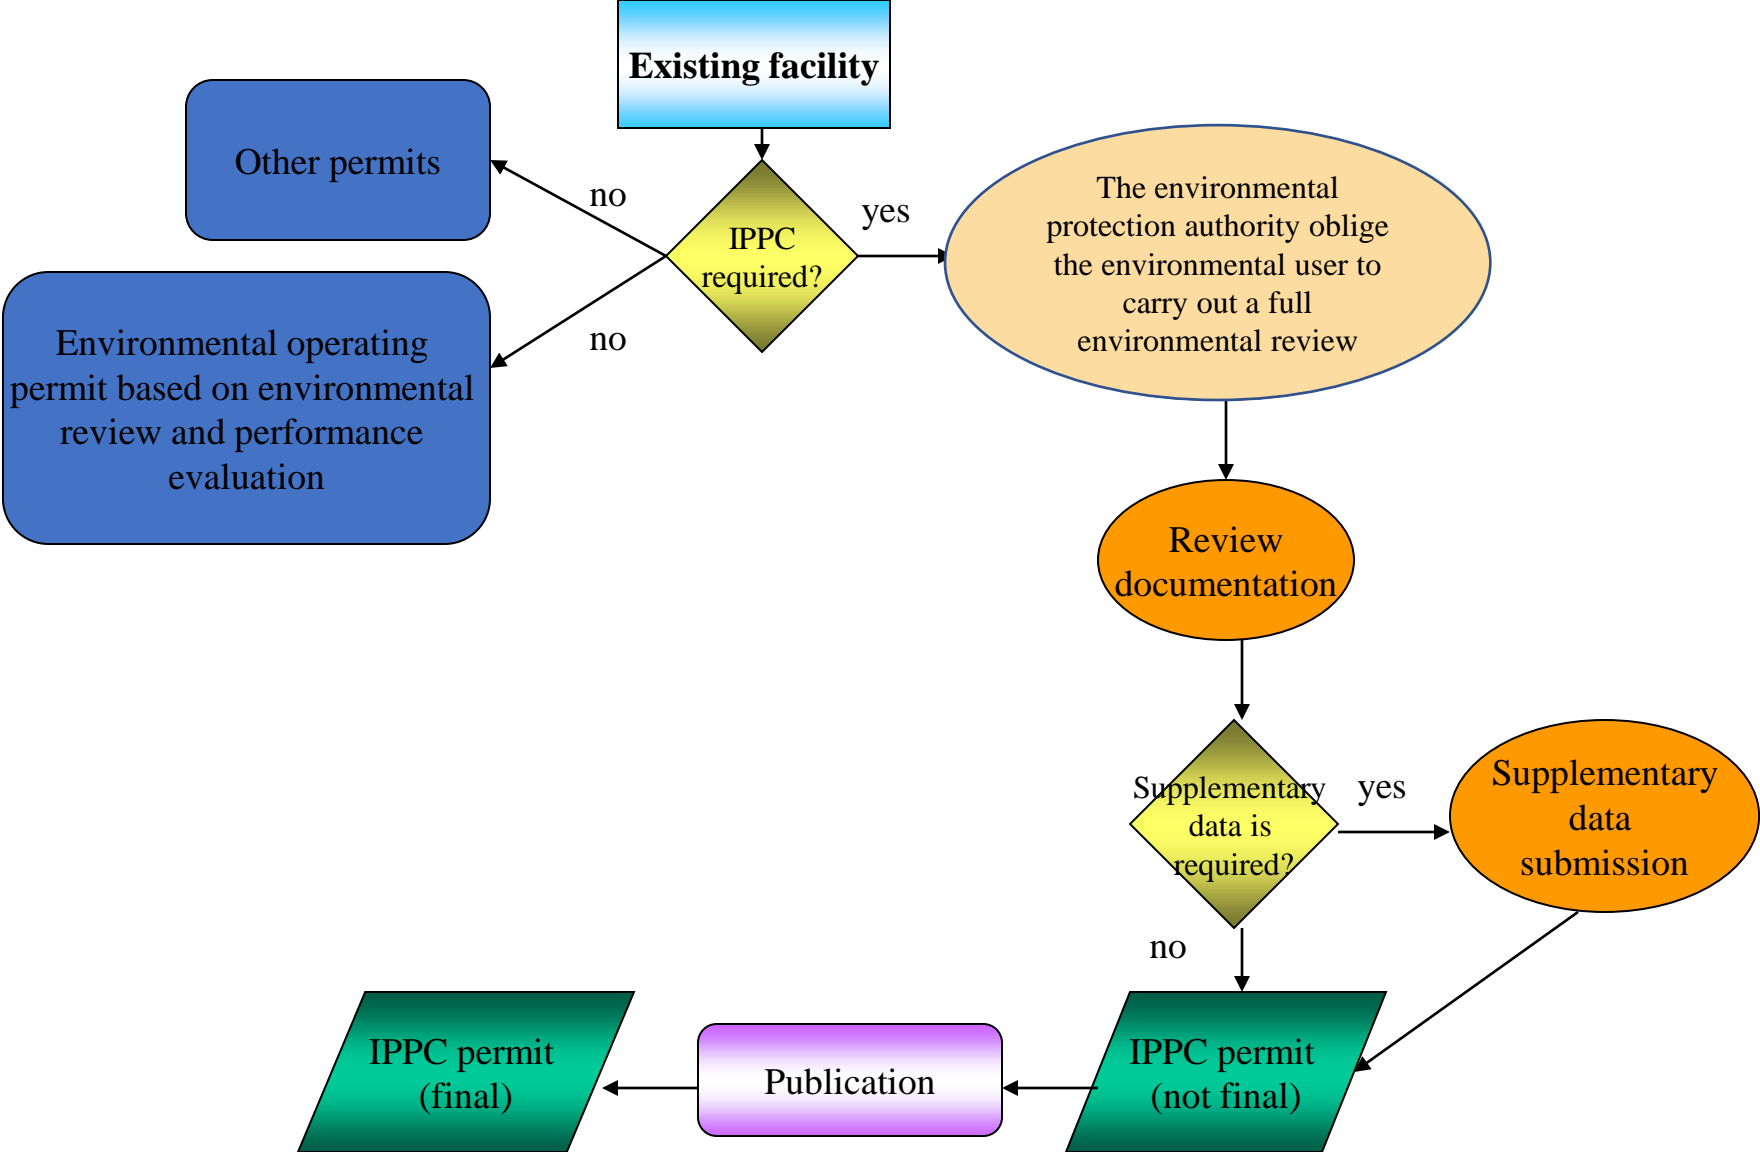 Existing facility
Other permits
no
IPPC
required?
yes
The environmental
protection authority oblige
the environmental user to
carry out a full
environmental review
no
Environmental operating
permit based on environmental
review and performance
evaluation
Review
documentation
Supplementary
data is
required?
yes
Supplementary
data
submission
no
IPPC permit
(not final)
Publication
IPPC permit
(final)